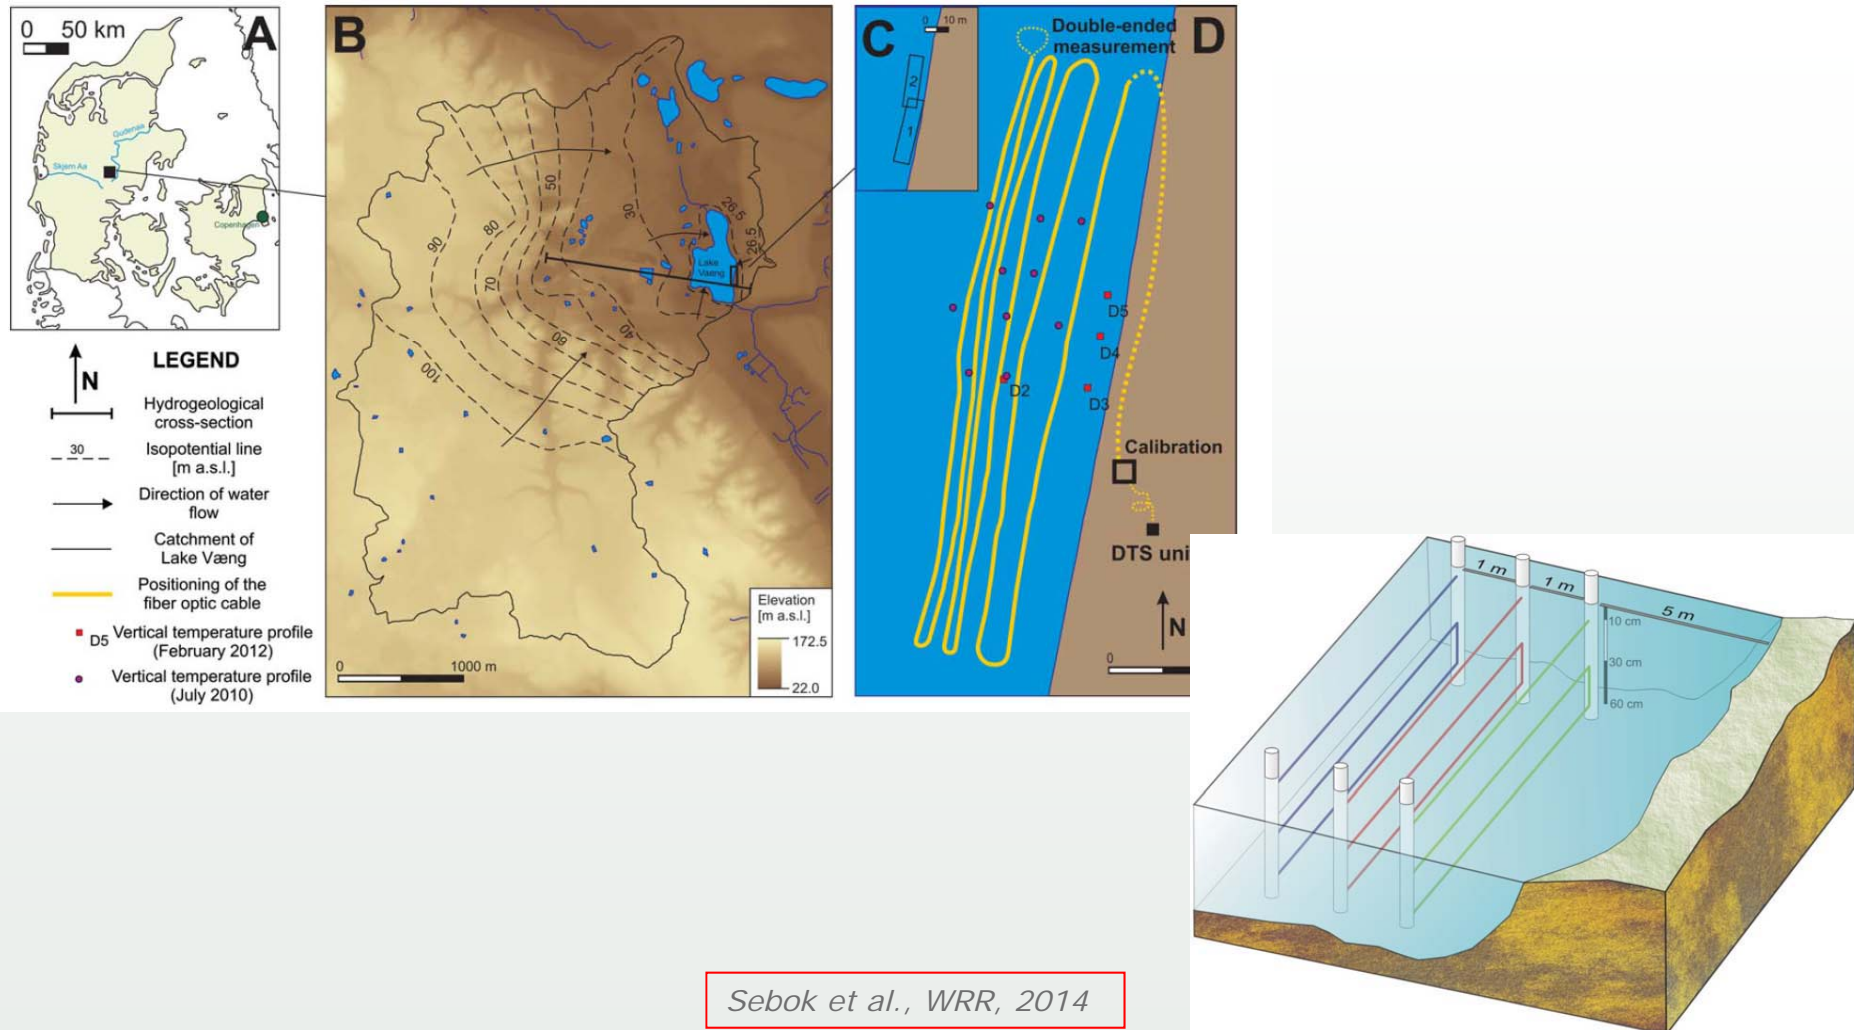 0 50 km
A
Gudenaa
Skjern Aa
Copenhagen
N
LEGEND
Hydrogeological
cross-section
30
Isopotential line
[m a.s.l.]
Direction of water
flow
Catchment of
Lake Væng
Positioning of the
fiber optic cable
D5
Vertical temperature profile
(February 2012)
Vertical temperature profile
(July 2010)
B
50
30
26.5
26.5
80
90
70
Lake
Vaeng
40
60
100
0 1000 m
Elevation
[m a.s.l.]
172.5
22.0
C
0 10 m
2
1
Double-ended
measurement
D
D5
D4
D2
D3
Calibration
DTS uni
N
0
1 m
1 m
5 m
10 cm
30 cm
60 cm
Sebok et al., WRR, 2014